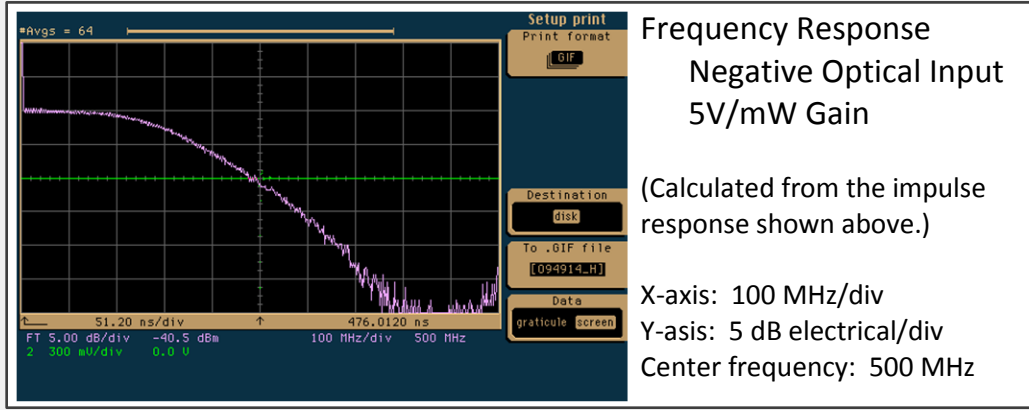 #Avgs = 64
Setup print
Print format
GIF
Destination
disk
To .GIF file
[094914_H]
Data
graticule screen
51.20 ns/div 476.0120 ns
FT 5.00 dB/div -40.5 dBm 100 MHz/div 500 MHz
2 300 mV/div 0.0 V
Frequency Response
Negative Optical Input
5V/mW Gain
(Calculated from the impulse
response shown above.)
X-axis: 100 MHz/div
Y-asis: 5 dB electrical/div
Center frequency: 500 MHz